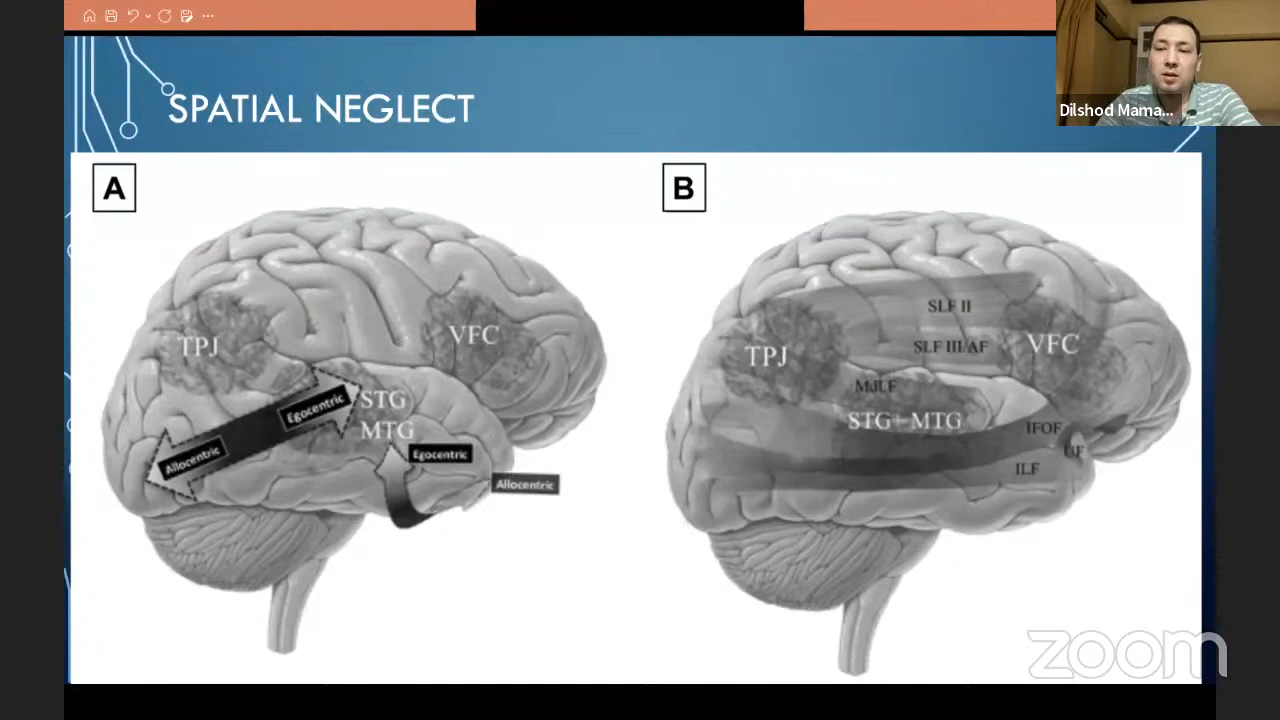 Dilshod Mama...
SPATIAL NEGLECT
A
TPJ
VFC
STG
MTG
Egocentric
Allocentric
Egocentric
Allocentric
B
SLF II
SLF III/AF
TPJ
VFC
MdLF
STG+MTG
IFOF
UF
ILF
zoom